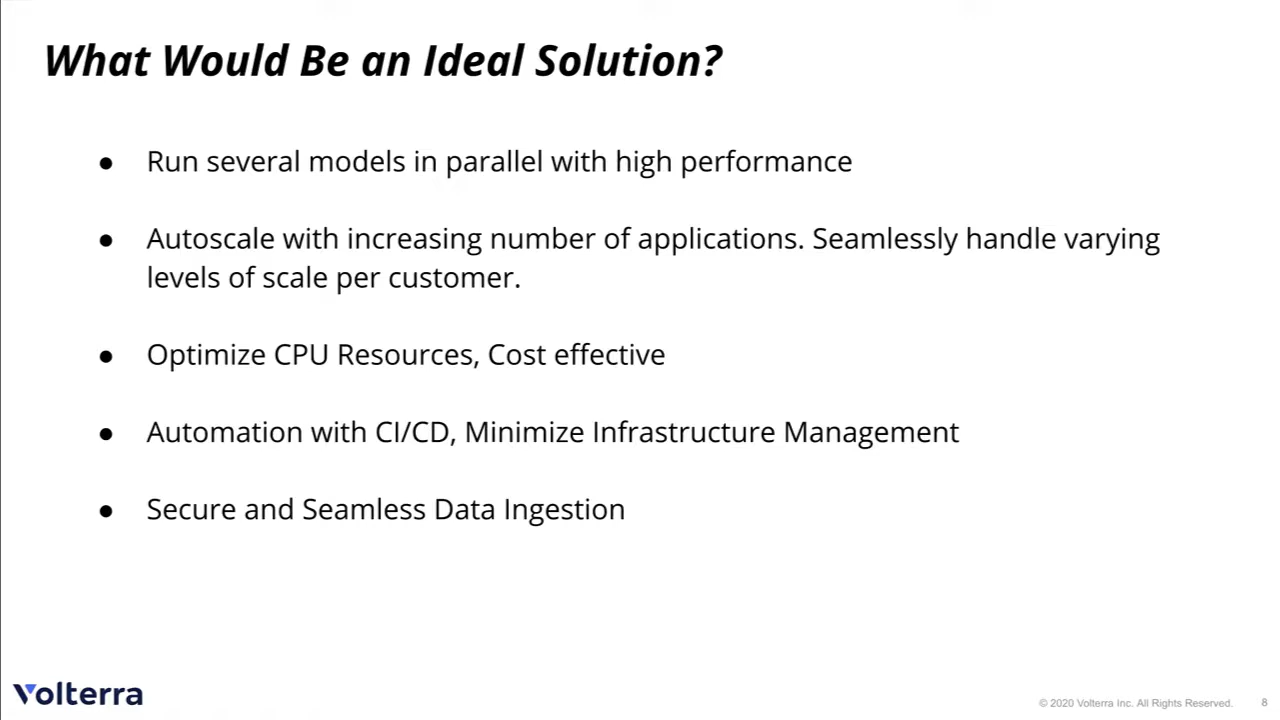 What Would Be an Ideal Solution?
● Run several models in parallel with high performance
● Autoscale with increasing number of applications. Seamlessly handle varying
levels of scale per customer.
● Optimize CPU Resources, Cost effective
● Automation with CI/CD, Minimize Infrastructure Management
● Secure and Seamless Data Ingestion
Volterra
© 2020 Volterra Inc. All Rights Reserved. 8